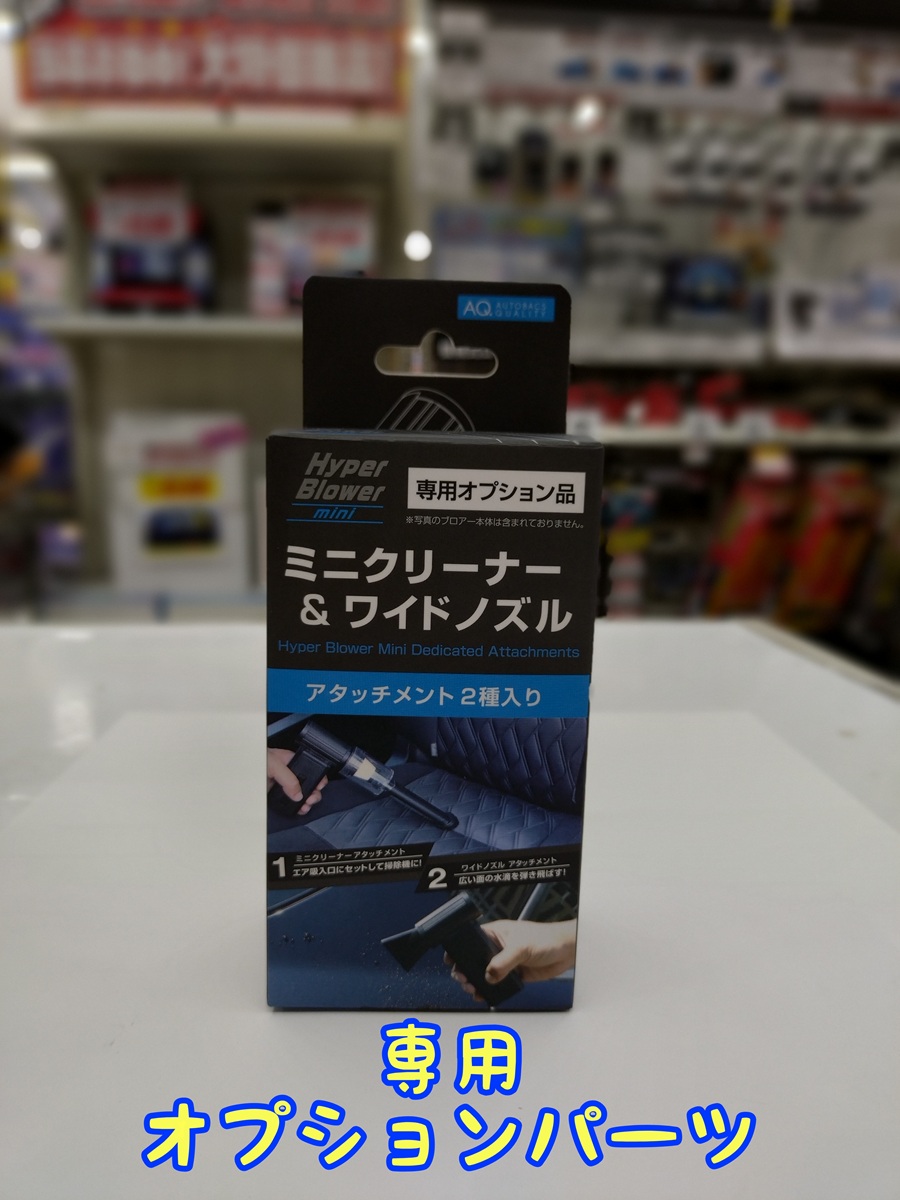 AQ. AUTOBACS QUALITY
Hyper
Blower
mini
専用オプション品
※写真のブロアー本体は含まれておりません。
ミニクリーナー
& ワイドノズル
Hyper Blower Mini Dedicated Attachments
アタッチメント2種入り
1 ミニクリーナーアタッチメント
エア吸入口にセットして掃除機に!
2 ワイドノズル アタッチメント
広い面の水滴を弾き飛ばす!
専用
オプションパーツ